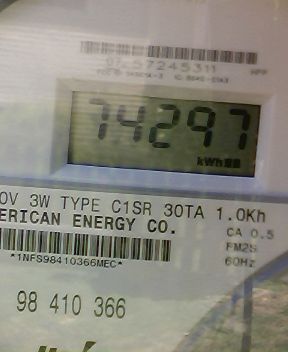 57245311
74297
kWh
0V 3W TYPE C1SR 30TA 1.0Kh
ERICAN ENERGY CO.
CA 0.5
FM2S
60Hz
*1NFS98410366MEC*
98 410 366